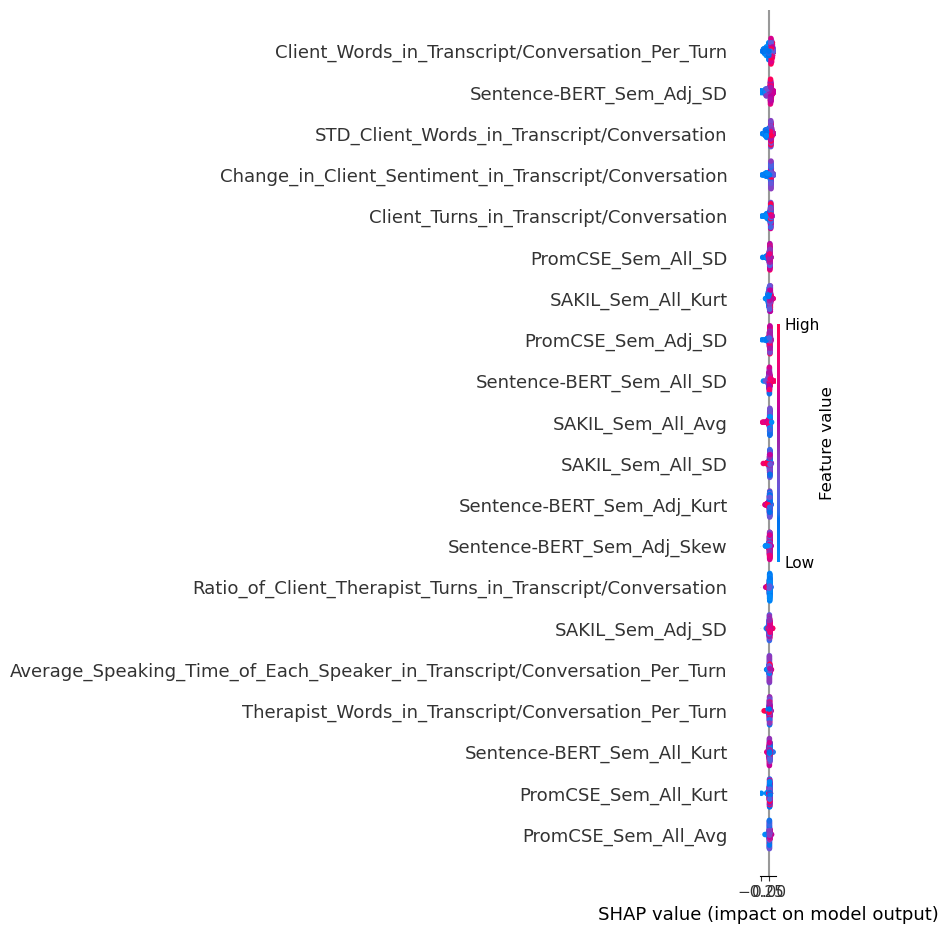 Client_Words_in_Transcript/Conversation_Per_Turn
Sentence-BERT_Sem_Adj_SD
STD_Client_Words_in_Transcript/Conversation
Change_in_Client_Sentiment_in_Transcript/Conversation
Client_Turns_in_Transcript/Conversation
PromCSE_Sem_All_SD
SAKIL_Sem_All_Kurt
High
PromCSE_Sem_Adj_SD
Sentence-BERT_Sem_All_SD
Feature value
SAKIL_Sem_All_Avg
SAKIL_Sem_All_SD
Sentence-BERT_Sem_Adj_Kurt
Sentence-BERT_Sem_Adj_Skew
Low
Ratio_of_Client_Therapist_Turns_in_Transcript/Conversation
SAKIL_Sem_Adj_SD
Average_Speaking_Time_of_Each_Speaker_in_Transcript/Conversation_Per_Turn
Therapist_Words_in_Transcript/Conversation_Per_Turn
Sentence-BERT_Sem_All_Kurt
PromCSE_Sem_All_Kurt
PromCSE_Sem_All_Avg
SHAP value (impact on model output)